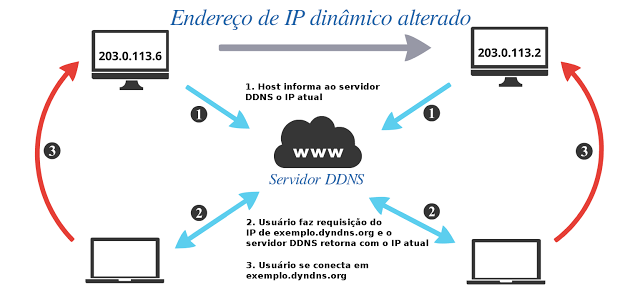 Endereço de IP dinâmico alterado
203.0.113.6
203.0.113.2
1. Host informa ao servidor
DDNS o IP atual
1
1
www
Servidor DDNS
3
3
2
2
2. Usuário faz requisição do
IP de exemplo.dyndns.org e o
servidor DDNS retorna com o IP atual
3. Usuário se conecta em
exemplo.dyndns.org